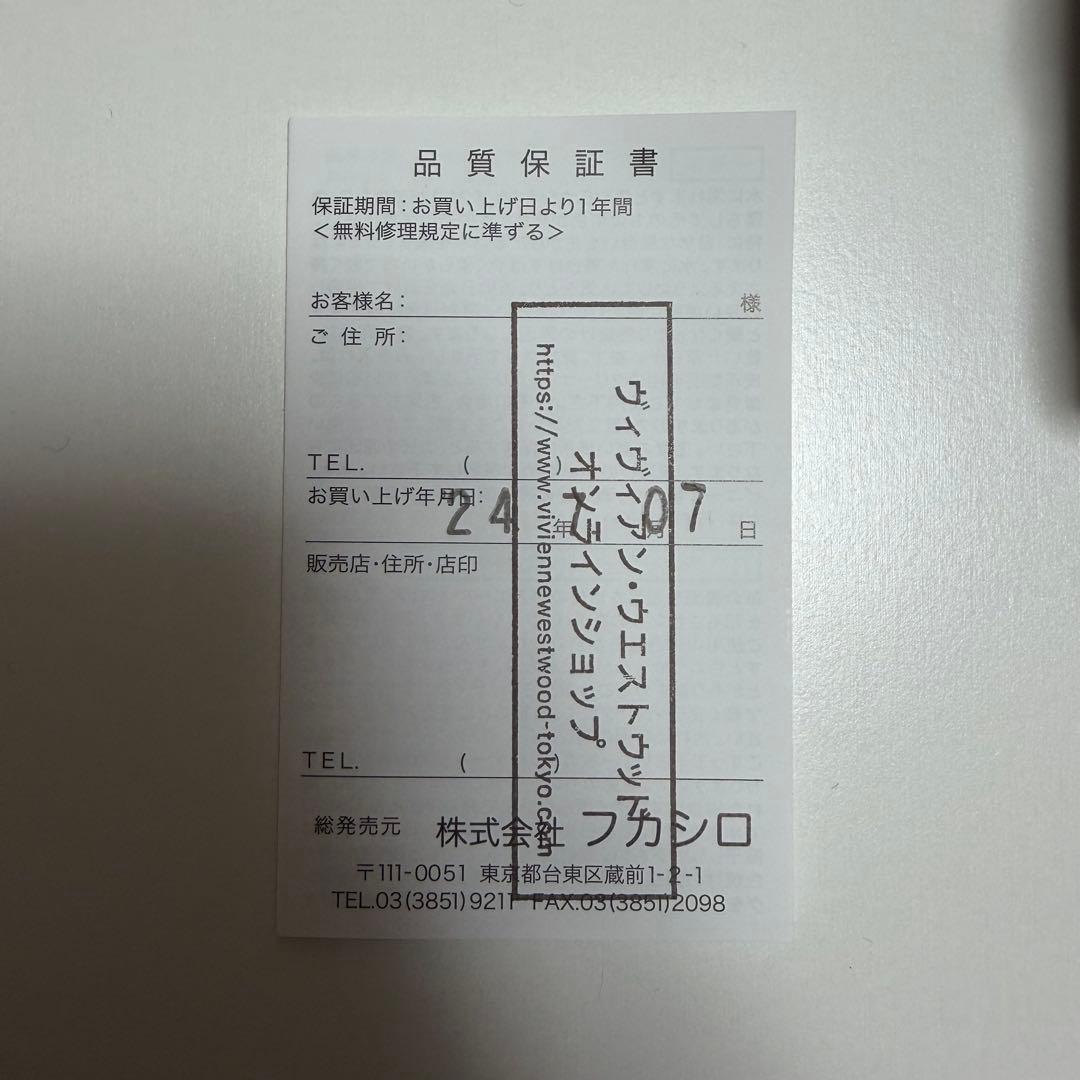 品質保証書
保証期間：お買い上げ日より1年間
＜無料修理規定に準ずる＞
お客様名： 様
ご住所：
TEL. ( )
お買い上げ年月日： 24 年 月 07 日
販売店・住所・店印
TEL. ( )
総発売元 株式会社 フカシロ
〒111-0051 東京都台東区蔵前1-2-1
TEL.03(3851)9211 FAX.03(3851)2098
ヴィヴィアン・ウエストウッド
オンラインショップ
https://www.viviennewestwood-tokyo.com